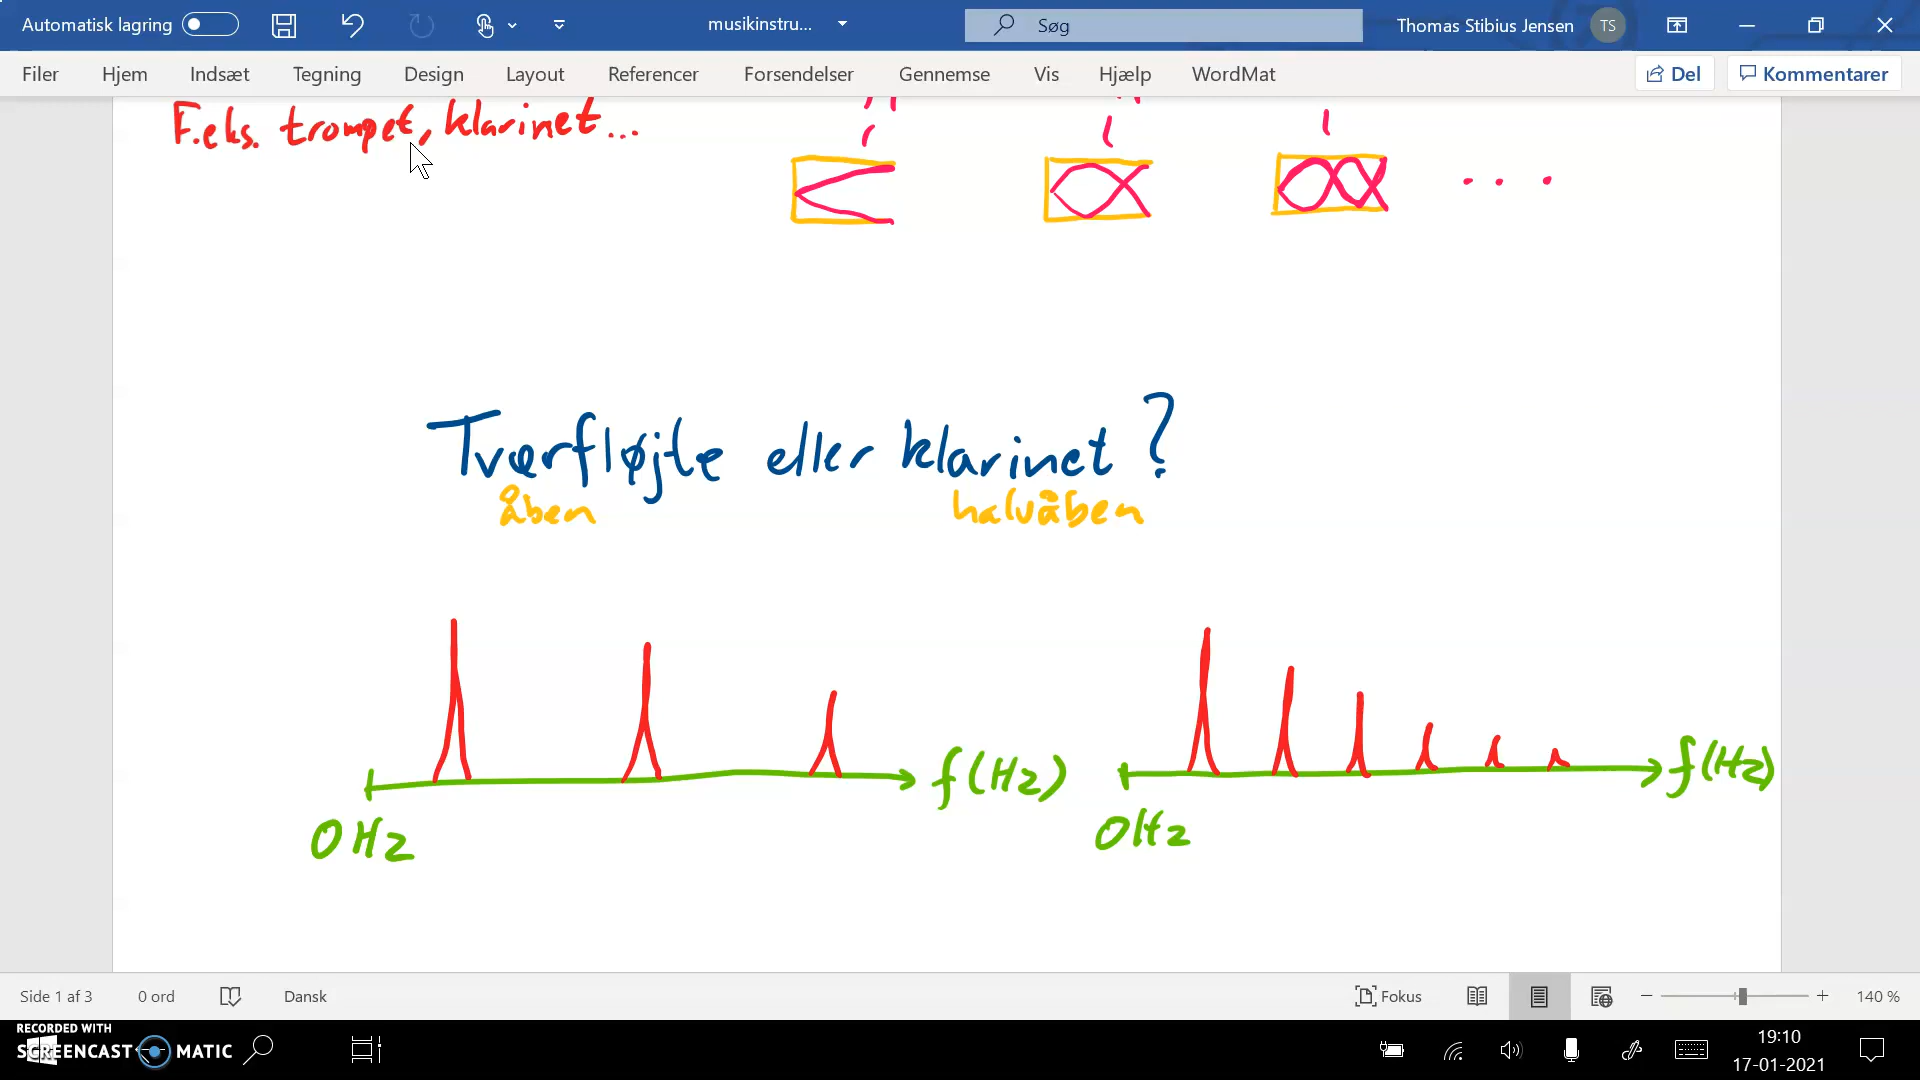 Automatisk lagring
musikinstru...
Søg
Thomas Stibius Jensen
TS
Filer Hjem Indsæt Tegning Design Layout Referencer Forsendelser Gennemse Vis Hjælp WordMat
Del
Kommentarer
F.eks. trompet, klarinet...
Tværfløjte eller klarinet?
åben
halvåben
f(Hz)
f(Hz)
0Hz
0Hz
Side 1 af 3
0 ord
Dansk
Fokus
140 %
RECORDED WITH
SCREENCAST MATIC
19:10
17-01-2021